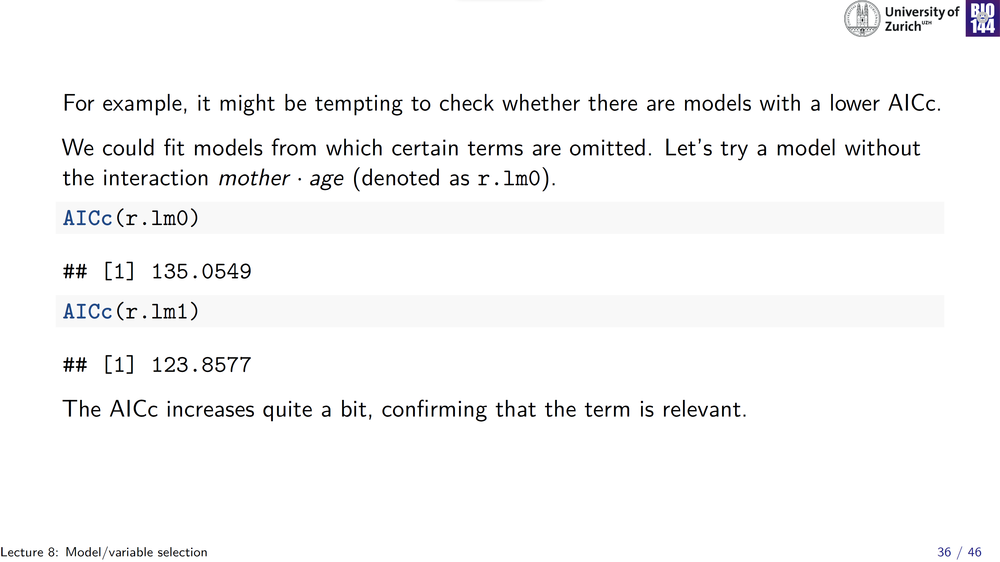 University of
Zurich UZH
BIO
144
For example, it might be tempting to check whether there are models with a lower AICc.
We could fit models from which certain terms are omitted. Let's try a model without
the interaction mother · age (denoted as r.lm0).
AICc(r.lm0)
## [1] 135.0549
AICc(r.lm1)
## [1] 123.8577
The AICc increases quite a bit, confirming that the term is relevant.
Lecture 8: Model/variable selection
36 / 46